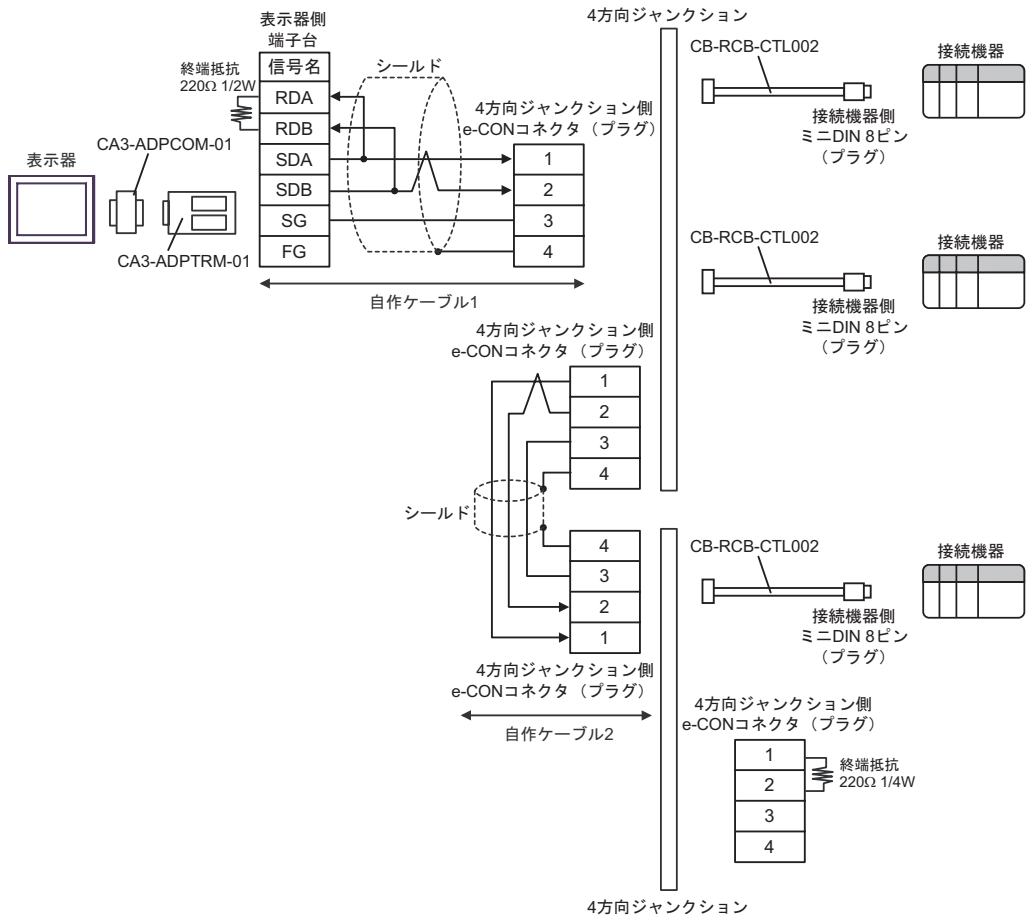 4方向ジャンクション
表示器側
端子台
信号名
RDA
RDB
SDA
SDB
SG
FG
終端抵抗
220Ω 1/2W
シールド
4方向ジャンクション側
e-CONコネクタ（プラグ）
1
2
3
4
表示器
CA3-ADPCOM-01
CA3-ADPTRM-01
自作ケーブル1
CB-RCB-CTL002
接続機器側
ミニDIN 8ピン
（プラグ）
接続機器
CB-RCB-CTL002
接続機器側
ミニDIN 8ピン
（プラグ）
接続機器
4方向ジャンクション側
e-CONコネクタ（プラグ）
1
2
3
4
シールド
4
3
2
1
4方向ジャンクション側
e-CONコネクタ（プラグ）
自作ケーブル2
CB-RCB-CTL002
接続機器側
ミニDIN 8ピン
（プラグ）
接続機器
4方向ジャンクション側
e-CONコネクタ（プラグ）
1
2
3
4
終端抵抗
220Ω 1/4W
4方向ジャンクション